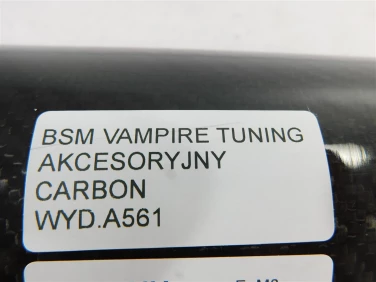 BSM VAMPIRE TUNING
AKCESORYJNY
CARBON
WYD.A561